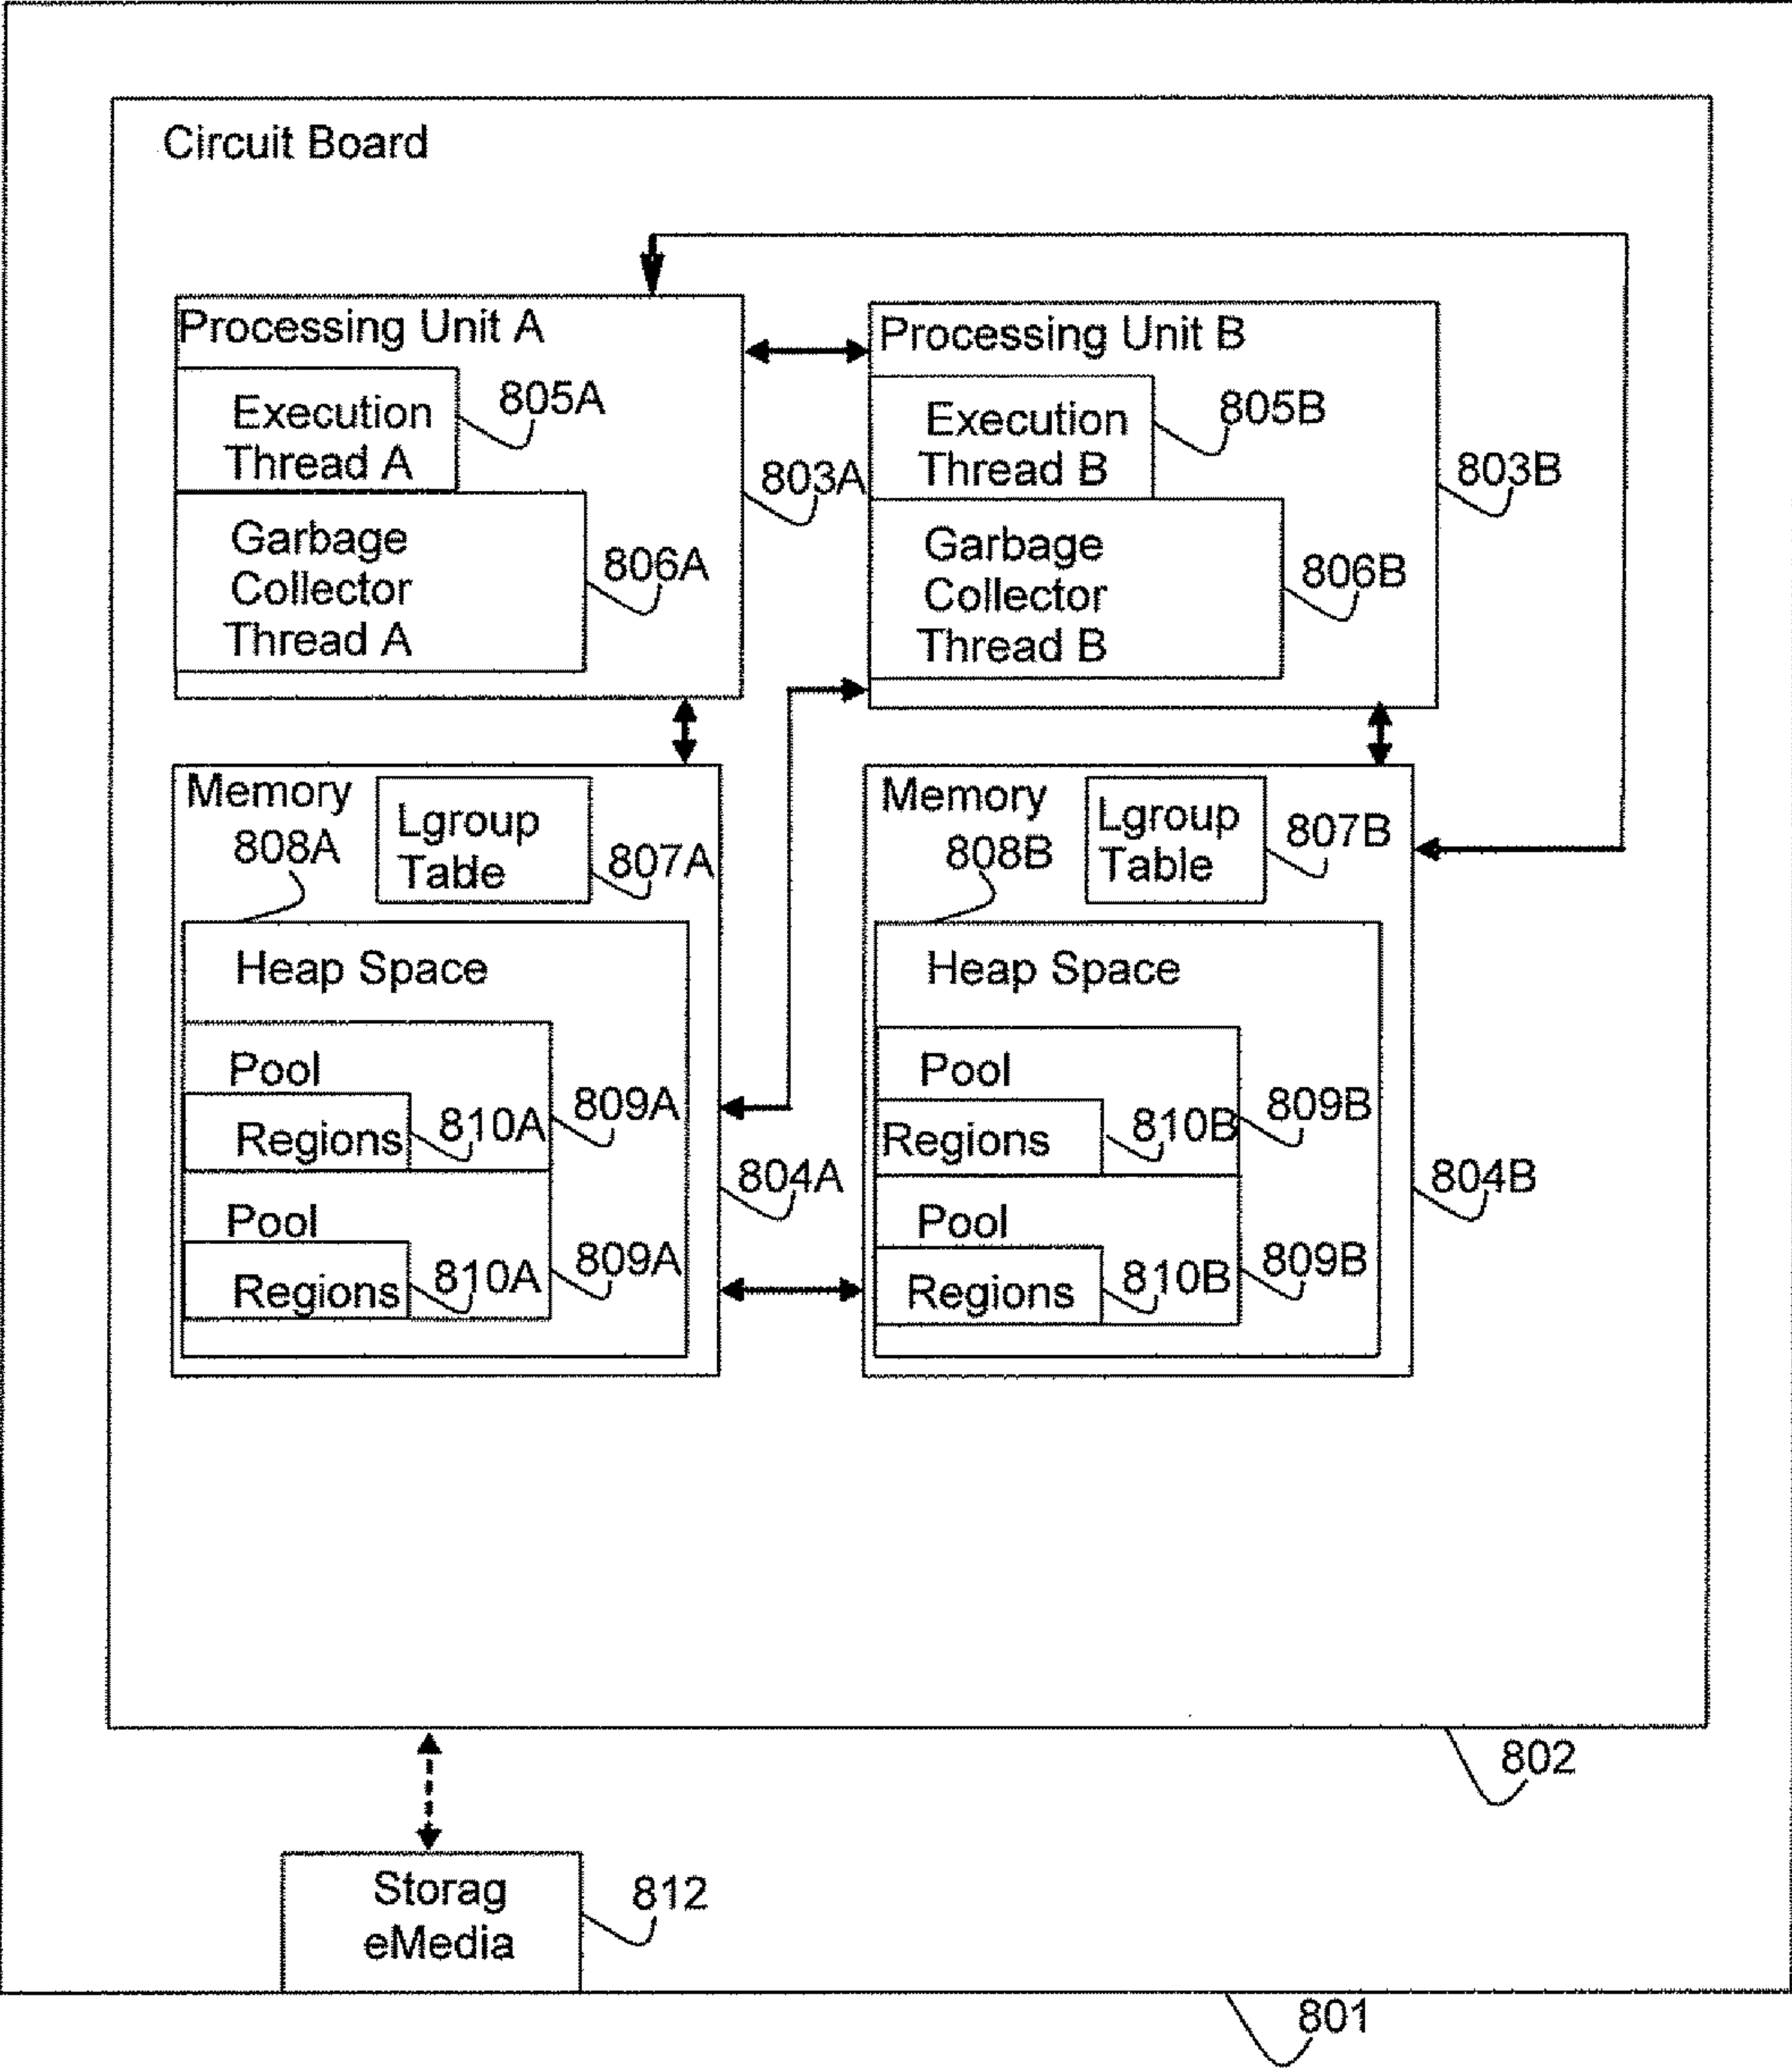 Circuit Board
Processing Unit A
Execution
Thread A
805A
803A
Garbage
Collector
Thread A
806A
Processing Unit B
Execution
Thread B
805B
803B
Garbage
Collector
Thread B
806B
Memory
808A
Lgroup
Table
807A
Heap Space
Pool
809A
Regions
810A
804A
Pool
809A
Regions
810A
Memory
808B
Lgroup
Table
807B
Heap Space
Pool
809B
Regions
810B
804B
Pool
809B
Regions
810B
802
Storag
eMedia
812
801